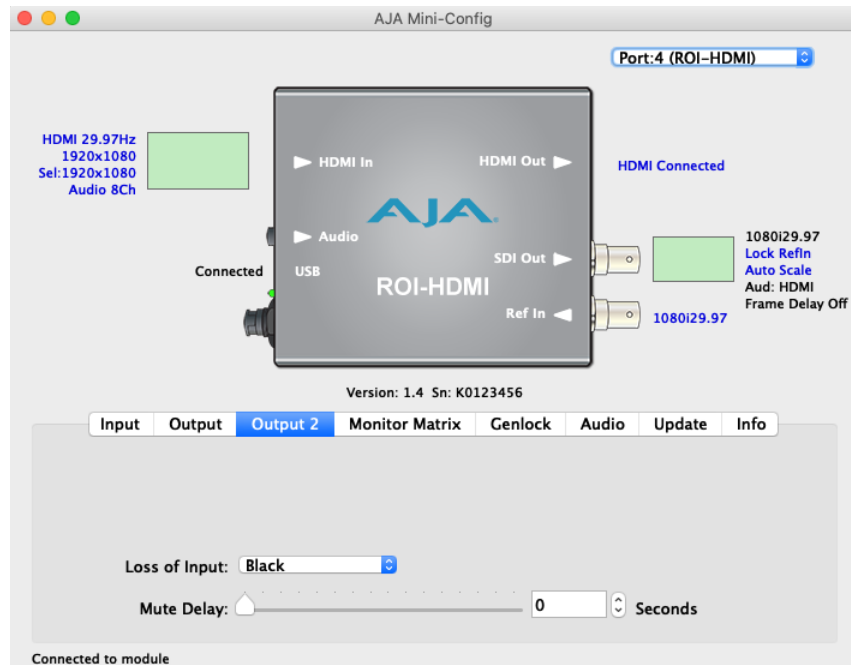 AJA Mini-Config
Port:4 (ROI-HDMI)
HDMI 29.97Hz
1920x1080
Sel:1920x1080
Audio 8Ch
HDMI In
HDMI Out
HDMI Connected
AJA
Audio
SDI Out
1080i29.97
Lock RefIn
Auto Scale
Aud: HDMI
Frame Delay Off
Connected
USB
ROI-HDMI
Ref In
1080i29.97
Version: 1.4 Sn: K0123456
Input Output Output 2 Monitor Matrix Genlock Audio Update Info
Loss of Input: Black
Mute Delay: 0 Seconds
Connected to module